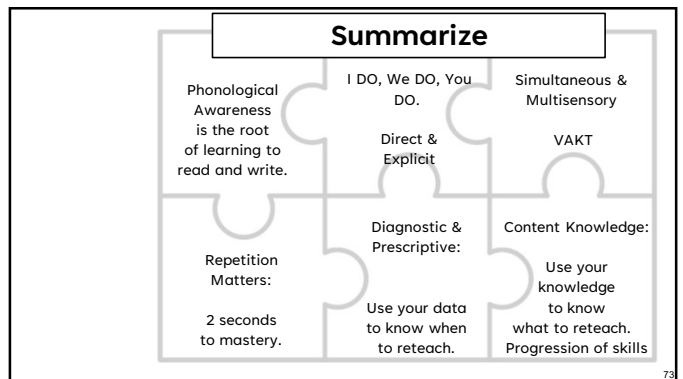 Summarize
Phonological
Awareness
is the root
of learning to
read and write.
I DO, We DO, You
DO.
Direct &
Explicit
Simultaneous &
Multisensory
VAKT
Repetition
Matters:
2 seconds
to mastery.
Diagnostic &
Prescriptive:
Use your data
to know when
to reteach.
Content Knowledge:
Use your
knowledge
to know
what to reteach.
Progression of skills
73